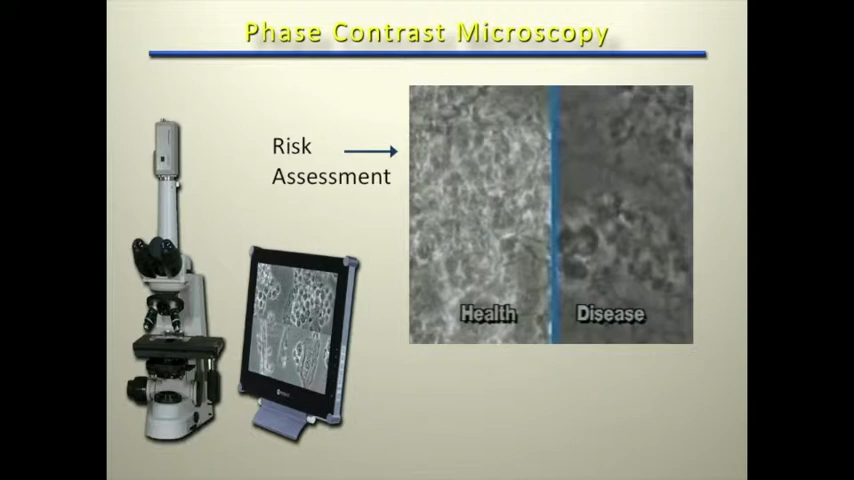 Phase Contrast Microscopy
Risk
Assessment
Health
Disease